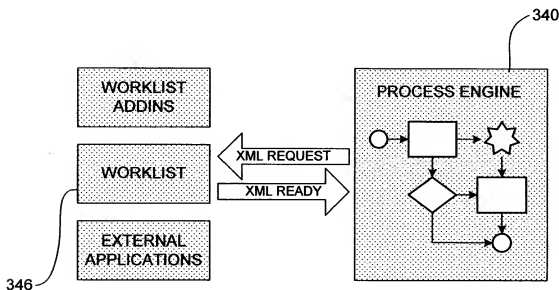 340
WORKLIST
ADDINS
PROCESS ENGINE
XML REQUEST
WORKLIST
XML READY
EXTERNAL
APPLICATIONS
346